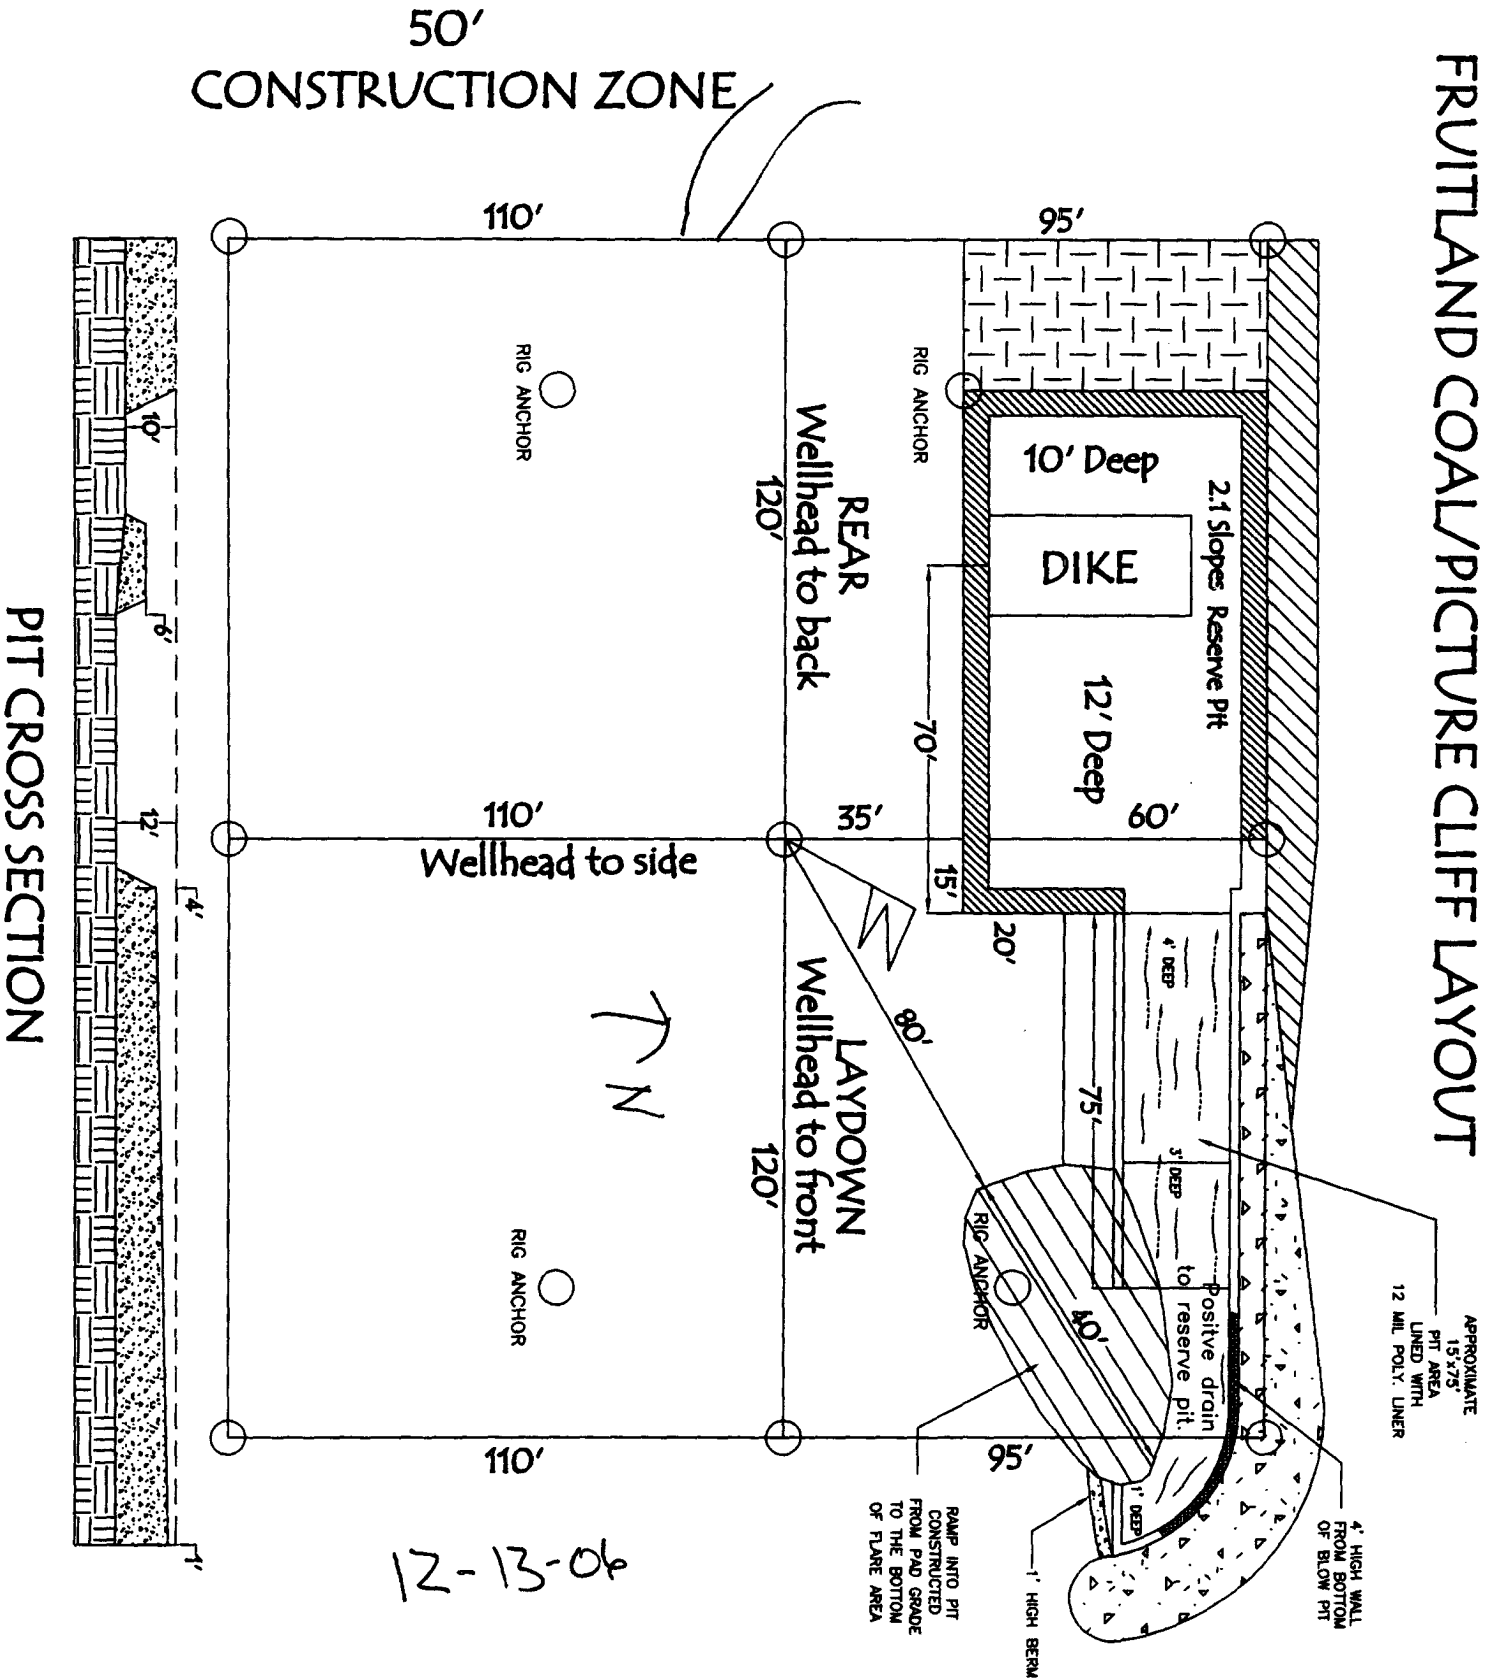 FRUITLAND COAL/PICTURE CLIFF LAYOUT
50'
CONSTRUCTION ZONE
110'
95'
RIG ANCHOR
RIG ANCHOR
10' Deep
2.1 Slopes Reserve Pit
DIKE
12' Deep
REAR
Wellhead to back
120'
70'
110'
Wellhead to side
35'
60'
15'
20'
N
4' DEEP
3' DEEP
80'
75'
LAYDOWN
Wellhead to front
120'
N
RIG ANCHOR
RIG ANCHOR
40'
Positve drain
to reserve pit.
1' DEEP
110'
95'
APPROXIMATE
15'x75'
PIT AREA
LINED WITH
12 MIL POLY. LINER
4' HIGH WALL
FROM BOTTOM
OF BLOW PIT
1' HIGH BERM
RAMP INTO PIT
CONSTRUCTED
FROM PAD GRADE
TO THE BOTTOM
OF FLARE AREA
12-13-06
10'
6'
12'
4'
1'
PIT CROSS SECTION